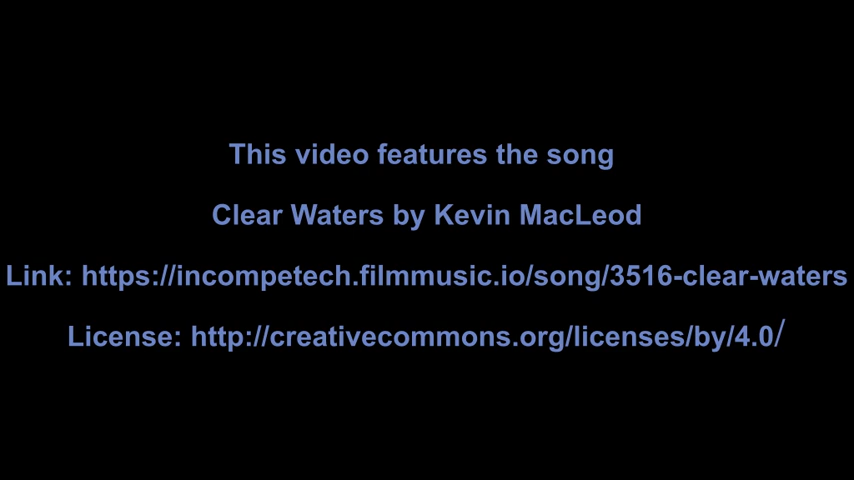 This video features the song
Clear Waters by Kevin MacLeod
Link: https://incompetech.filmmusic.io/song/3516-clear-waters
License: http://creativecommons.org/licenses/by/4.0/